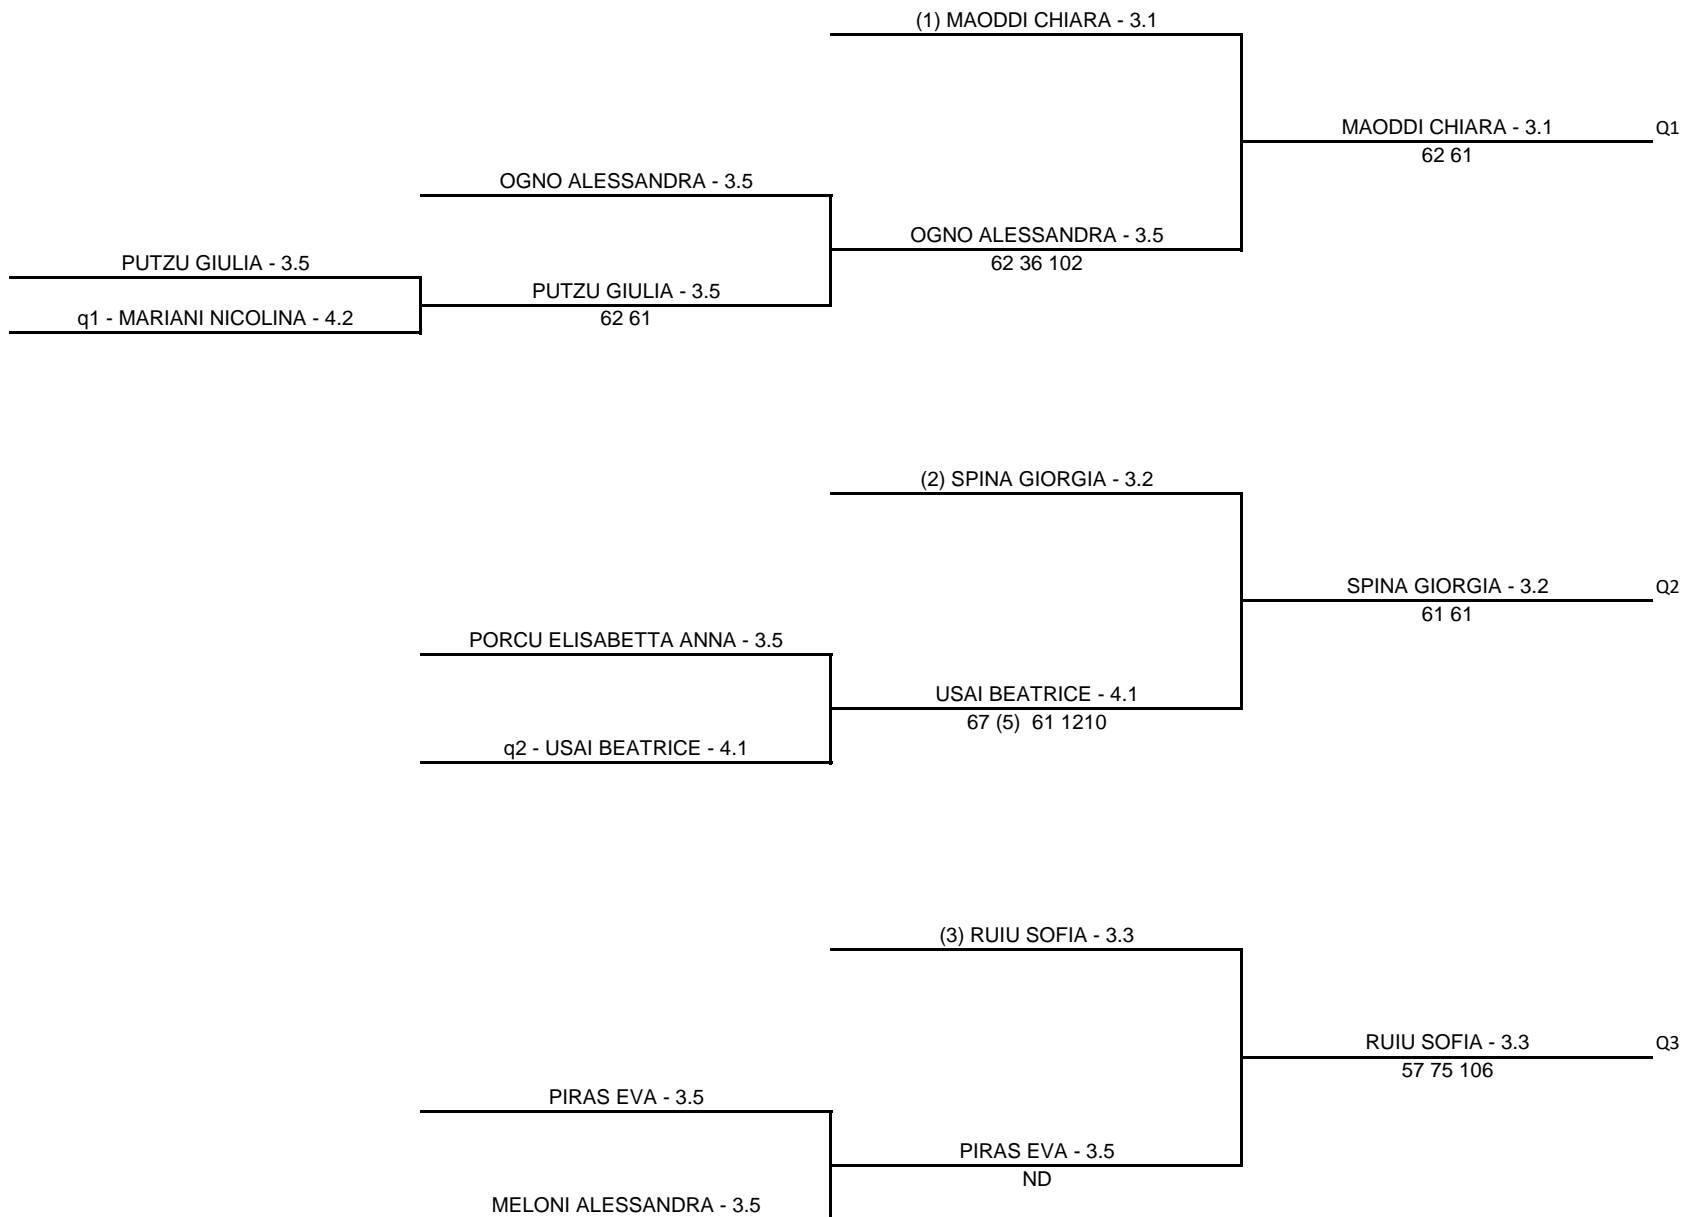 (1) MAODDI CHIARA - 3.1
MAODDI CHIARA - 3.1 Q1
62 61
OGNO ALESSANDRA - 3.5
OGNO ALESSANDRA - 3.5
62 36 102
PUTZU GIULIA - 3.5
PUTZU GIULIA - 3.5
62 61
q1 - MARIANI NICOLINA - 4.2
(2) SPINA GIORGIA - 3.2
SPINA GIORGIA - 3.2 Q2
61 61
PORCU ELISABETTA ANNA - 3.5
USAI BEATRICE - 4.1
67 (5)  61 1210
q2 - USAI BEATRICE - 4.1
(3) RUIU SOFIA - 3.3
RUIU SOFIA - 3.3 Q3
57 75 106
PIRAS EVA - 3.5
PIRAS EVA - 3.5
ND
MELONI ALESSANDRA - 3.5